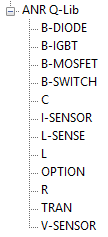 ANR Q-Lib
B-DIODE
B-IGBT
B-MOSFET
B-SWITCH
C
I-SENSOR
L-SENSE
L
OPTION
R
TRAN
V-SENSOR